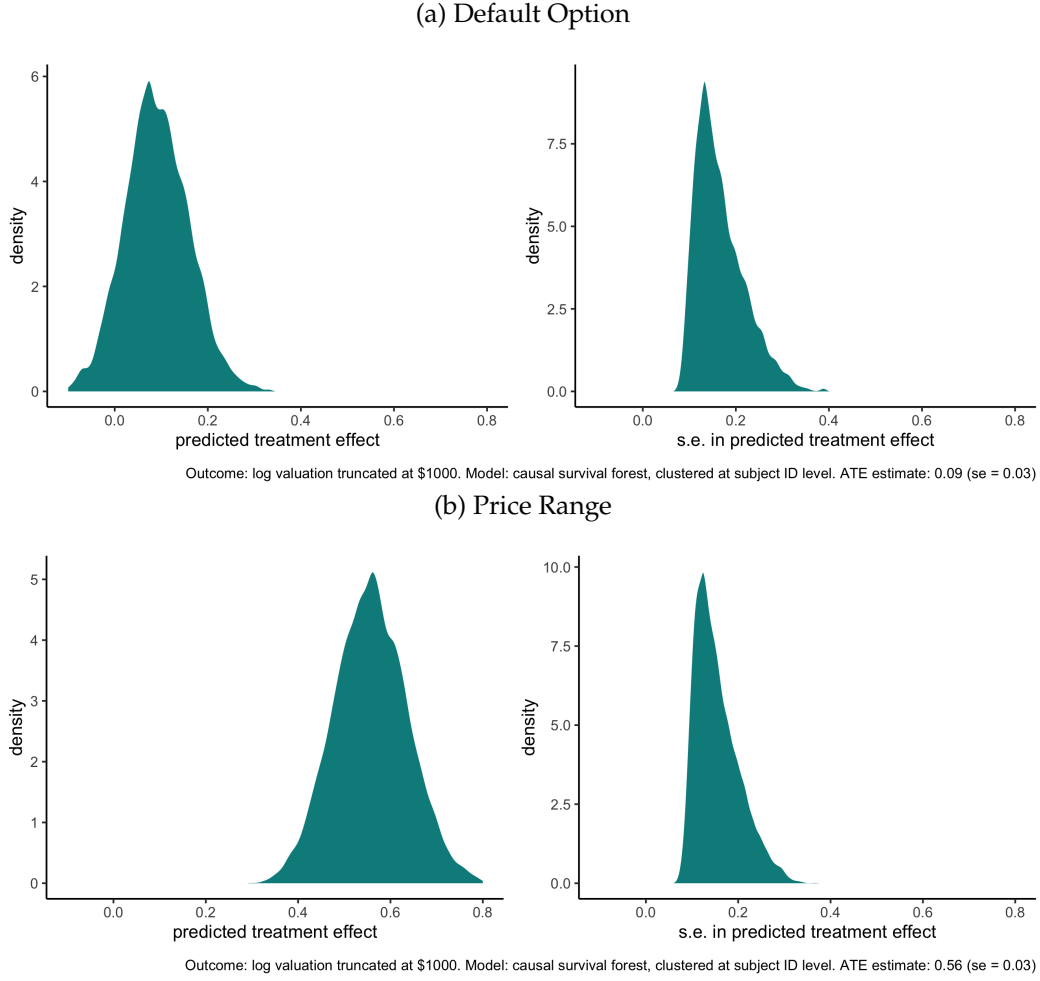 (a) Default Option
density
6
4
2
0
0.0 0.2 0.4 0.6 0.8
predicted treatment effect
density
7.5
5.0
2.5
0.0
0.0 0.2 0.4 0.6 0.8
s.e. in predicted treatment effect
Outcome: log valuation truncated at $1000. Model: causal survival forest, clustered at subject ID level. ATE estimate: 0.09 (se = 0.03)
(b) Price Range
density
5
4
3
2
1
0
0.0 0.2 0.4 0.6 0.8
predicted treatment effect
density
10.0
7.5
5.0
2.5
0.0
0.0 0.2 0.4 0.6 0.8
s.e. in predicted treatment effect
Outcome: log valuation truncated at $1000. Model: causal survival forest, clustered at subject ID level. ATE estimate: 0.56 (se = 0.03)